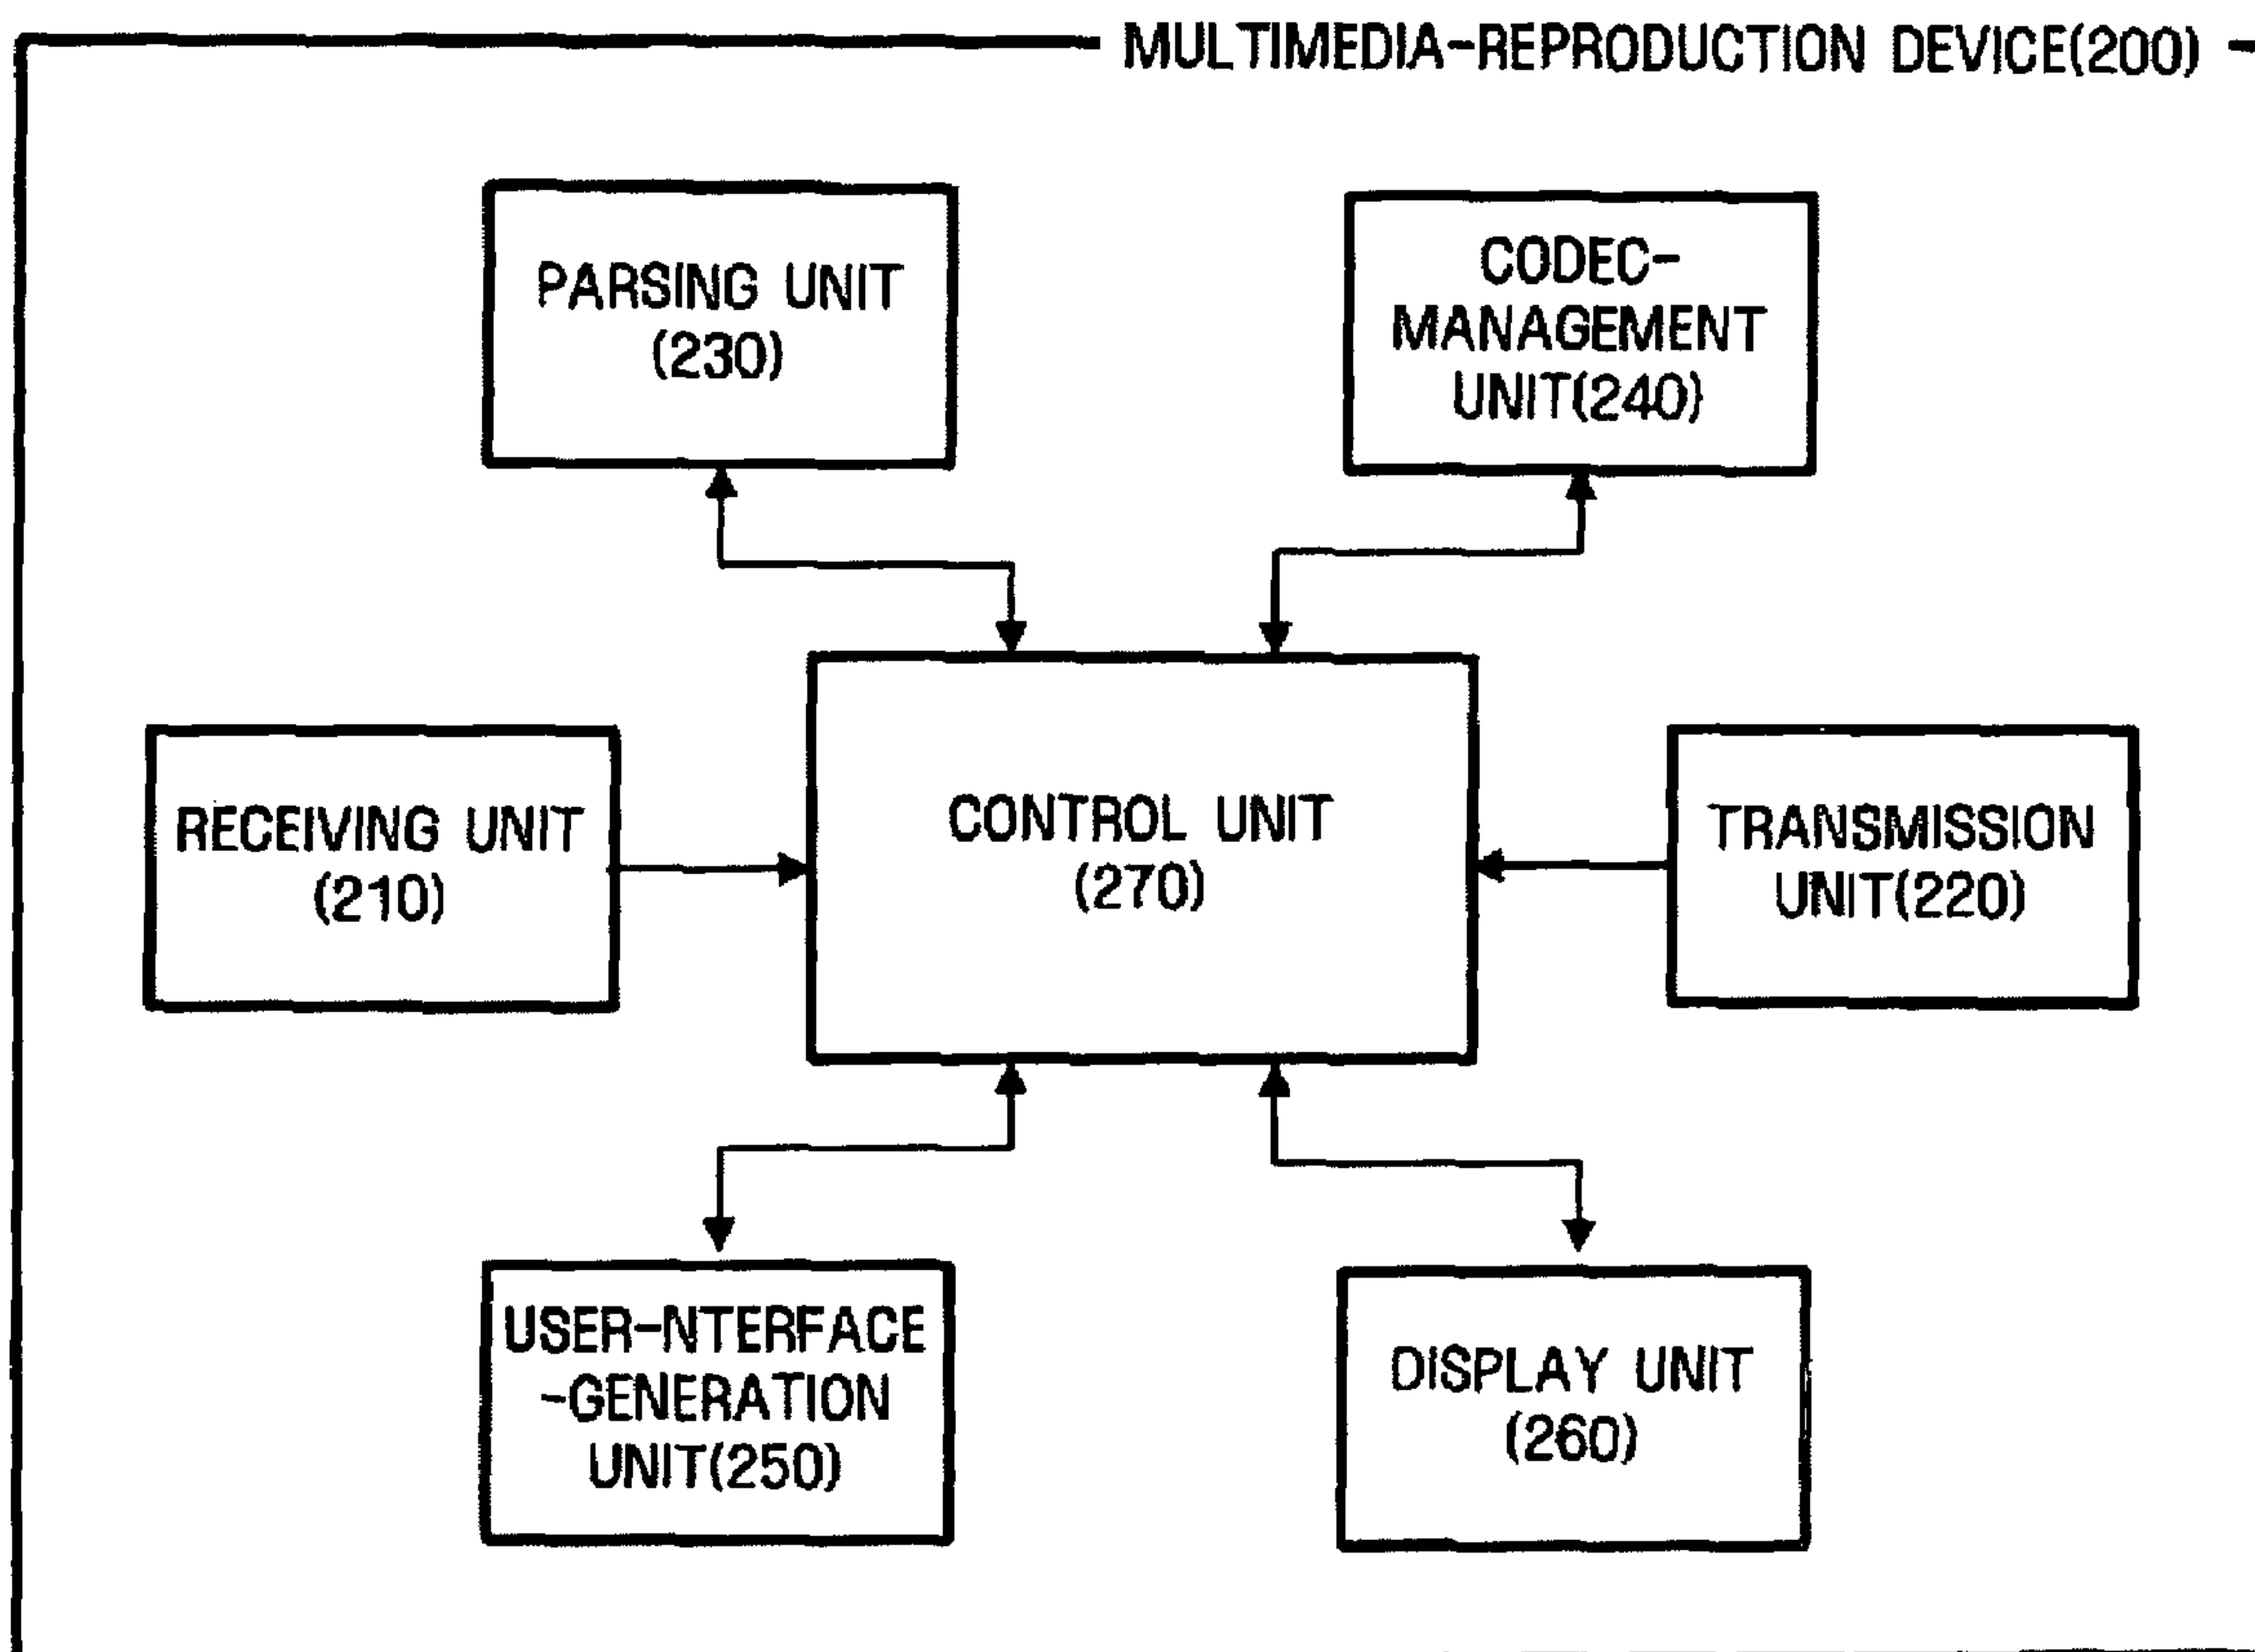 MULTIMEDIA-REPRODUCTION DEVICE(200)
PARSING UNIT
(230)
CODEC-
MANAGEMENT
UNIT(240)
RECEIVING UNIT
(210)
CONTROL UNIT
(270)
TRANSMISSION
UNIT(220)
USER-NTERFACE
-GENERATION
UNIT(250)
DISPLAY UNIT
(260)